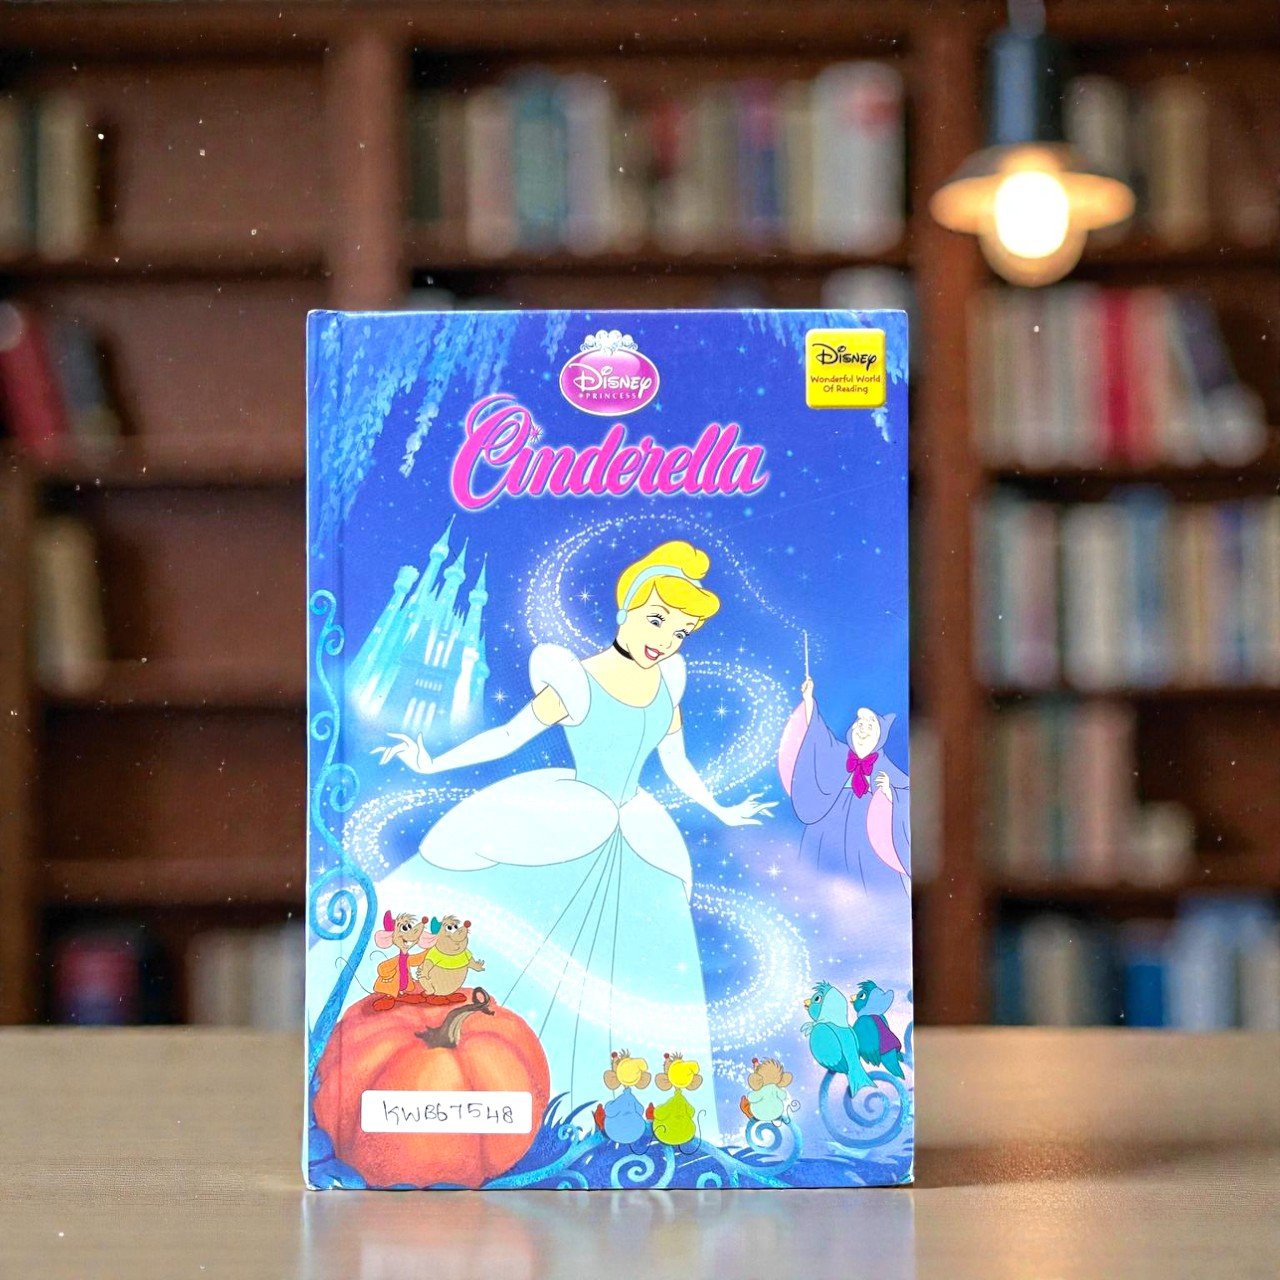 Disney
PRINCESS
Cinderella
Disney
Wonderful World
Of Reading
KWB67548